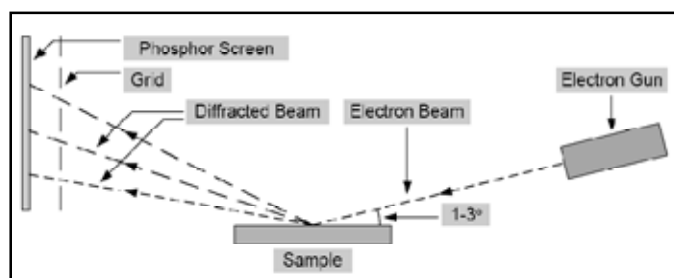 Phosphor Screen
Grid
Electron Gun
Diffracted Beam
Electron Beam
1-3°
Sample